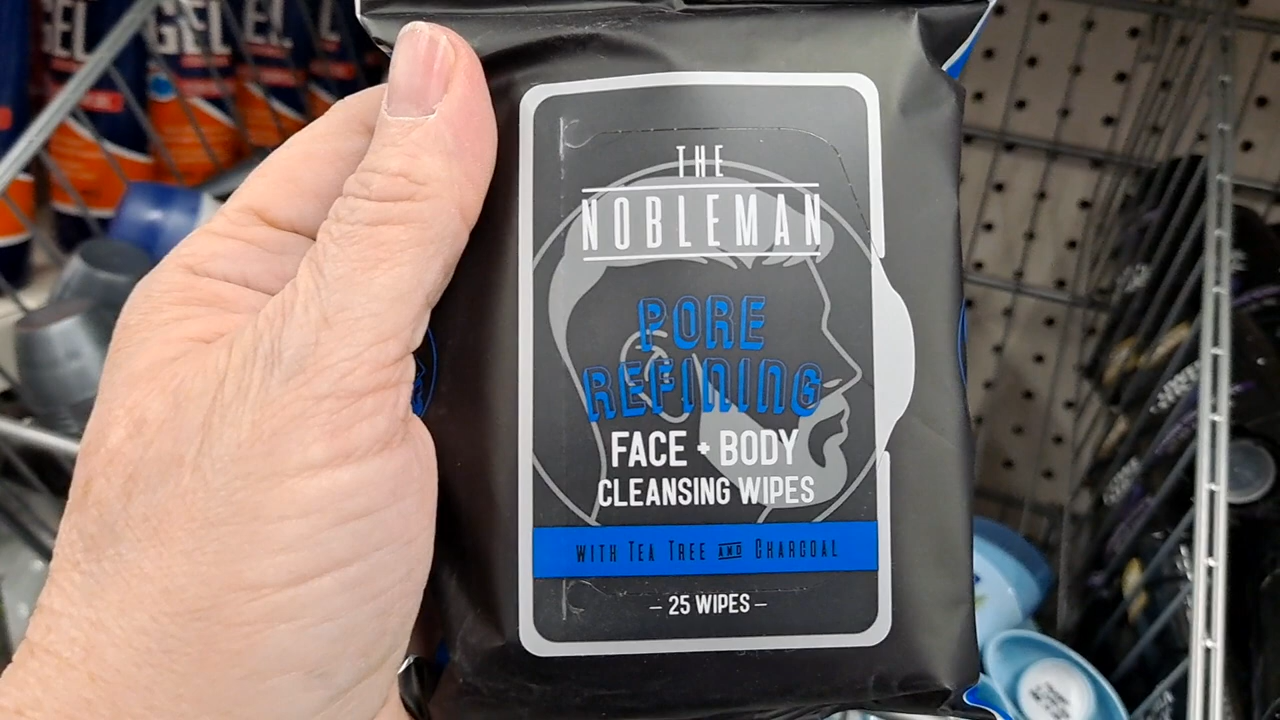 GEL
GEL
THE
NOBLEMAN
PORE
REFINING
FACE + BODY
CLEANSING WIPES
WITH TEA TREE AND CHARCOAL
– 25 WIPES –